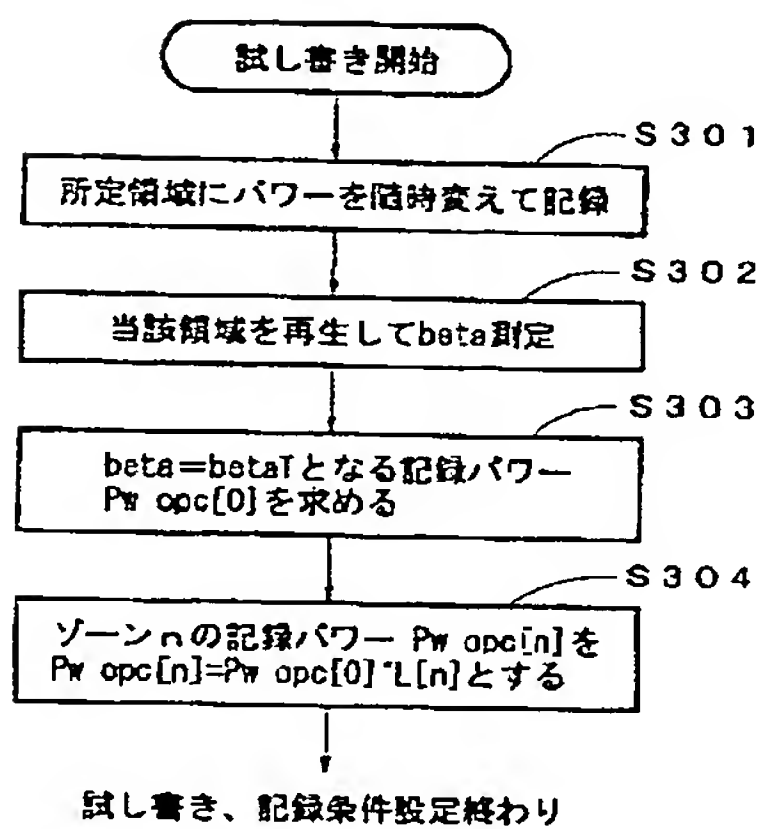 試し書き開始
S301
所定領域にパワーを随時変えて記録
S302
当該領域を再生してbeta測定
S303
beta=betaTとなる記録パワー
Pw opc[0]を求める
S304
ゾーンnの記録パワー Pw opc[n]を
Pw opc[n]=Pw opc[0]*L[n]とする
試し書き、記録条件設定終わり